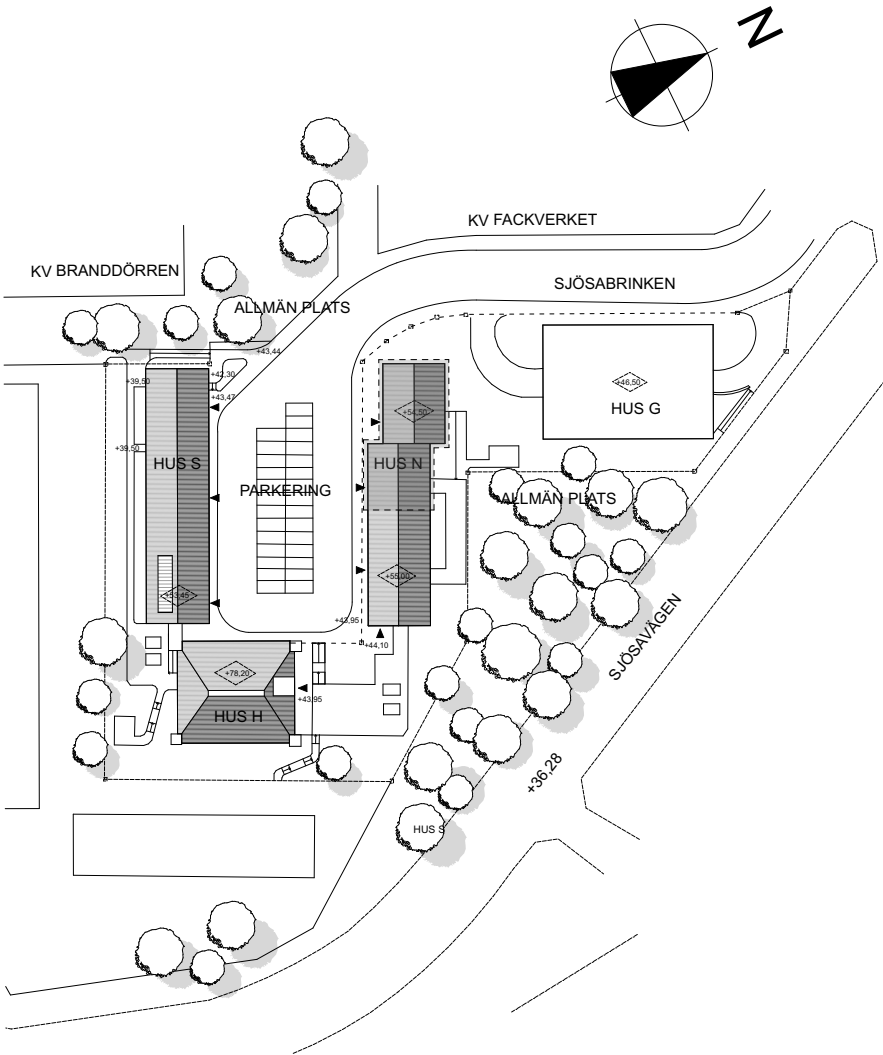 N
KV FACKVERKET
KV BRANDDÖRREN
SJÖSABRINKEN
ALLMÄN PLATS
+43,44
+42,30
+39,50
+43,47
+46,50
HUS G
+54,50
+39,50
HUS S
HUS N
PARKERING
ALLMÄN PLATS
+55,00
+53,45
+43,95
+44,10
SJÖSAVÄGEN
+78,20
+43,95
HUS H
+36,28
HUS S